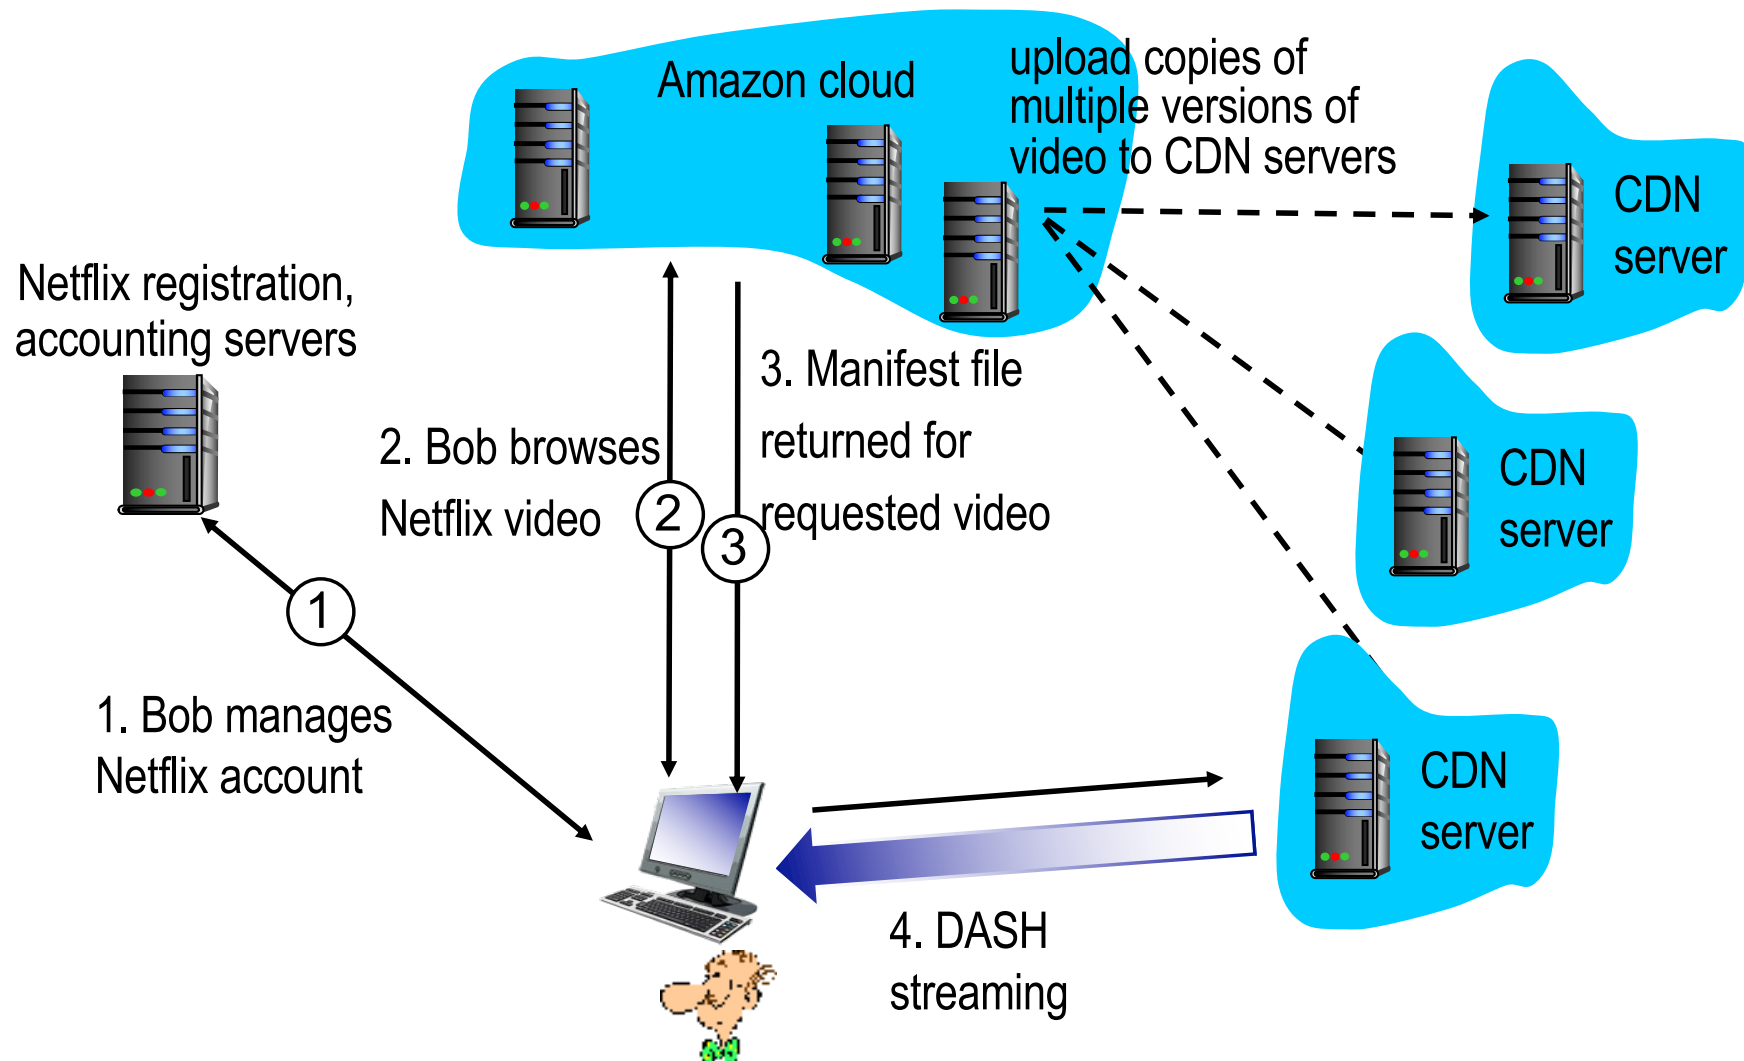 Amazon cloud
upload copies of
multiple versions of
video to CDN servers
CDN
server
Netflix registration,
accounting servers
3. Manifest file
returned for
requested video
2. Bob browses
Netflix video
2
3
CDN
server
1
1. Bob manages
Netflix account
CDN
server
4. DASH
streaming